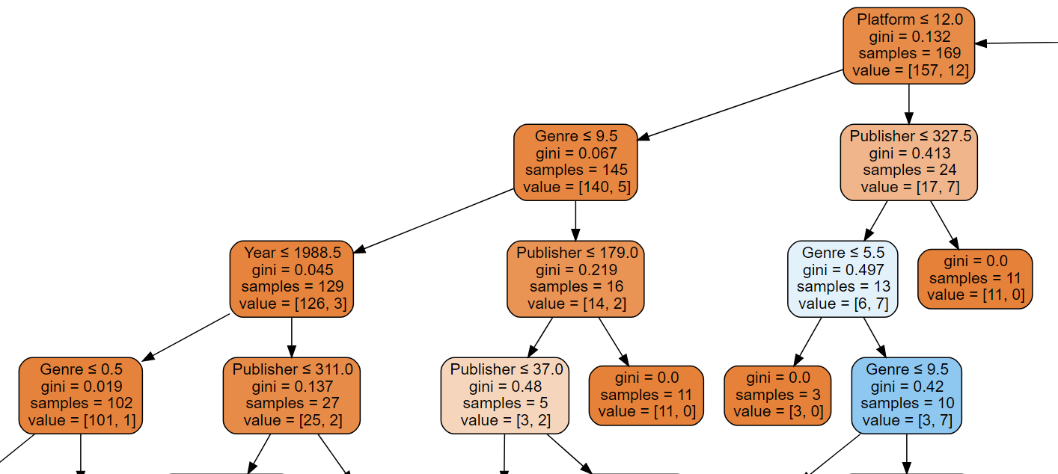 Platform ≤ 12.0
gini = 0.132
samples = 169
value = [157, 12]
Genre ≤ 9.5
gini = 0.067
samples = 145
value = [140, 5]
Publisher ≤ 327.5
gini = 0.413
samples = 24
value = [17, 7]
Year ≤ 1988.5
gini = 0.045
samples = 129
value = [126, 3]
Publisher ≤ 179.0
gini = 0.219
samples = 16
value = [14, 2]
Genre ≤ 5.5
gini = 0.497
samples = 13
value = [6, 7]
gini = 0.0
samples = 11
value = [11, 0]
Genre ≤ 0.5
gini = 0.019
samples = 102
value = [101, 1]
Publisher ≤ 311.0
gini = 0.137
samples = 27
value = [25, 2]
Publisher ≤ 37.0
gini = 0.48
samples = 5
value = [3, 2]
gini = 0.0
samples = 11
value = [11, 0]
gini = 0.0
samples = 3
value = [3, 0]
Genre ≤ 9.5
gini = 0.42
samples = 10
value = [3, 7]